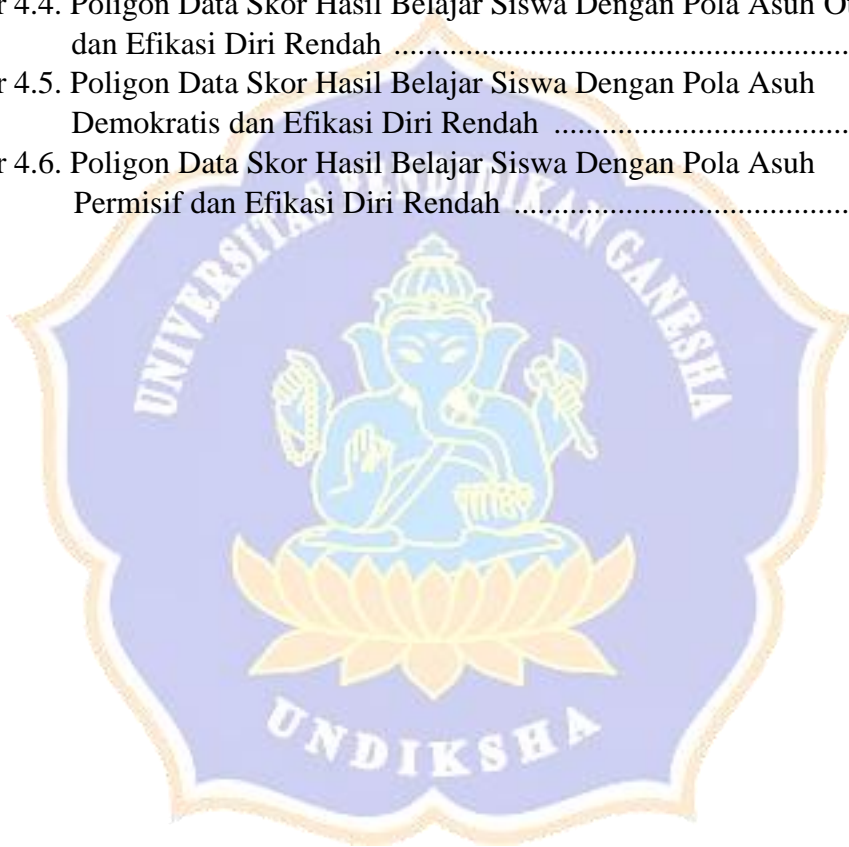 r 4.4. Poligon Data Skor Hasil Belajar Siswa Dengan Pola Asuh
dan Efikasi Diri Rendah ........................................................
r 4.5. Poligon Data Skor Hasil Belajar Siswa Dengan Pola Asuh
Demokratis dan Efikasi Diri Rendah .....................................
r 4.6. Poligon Data Skor Hasil Belajar Siswa Dengan Pola Asuh
Permisif dan Efikasi Diri Rendah ..........................................
UNIVERSITAS PENDIDIKAN GANESHA
UNDIKSHA